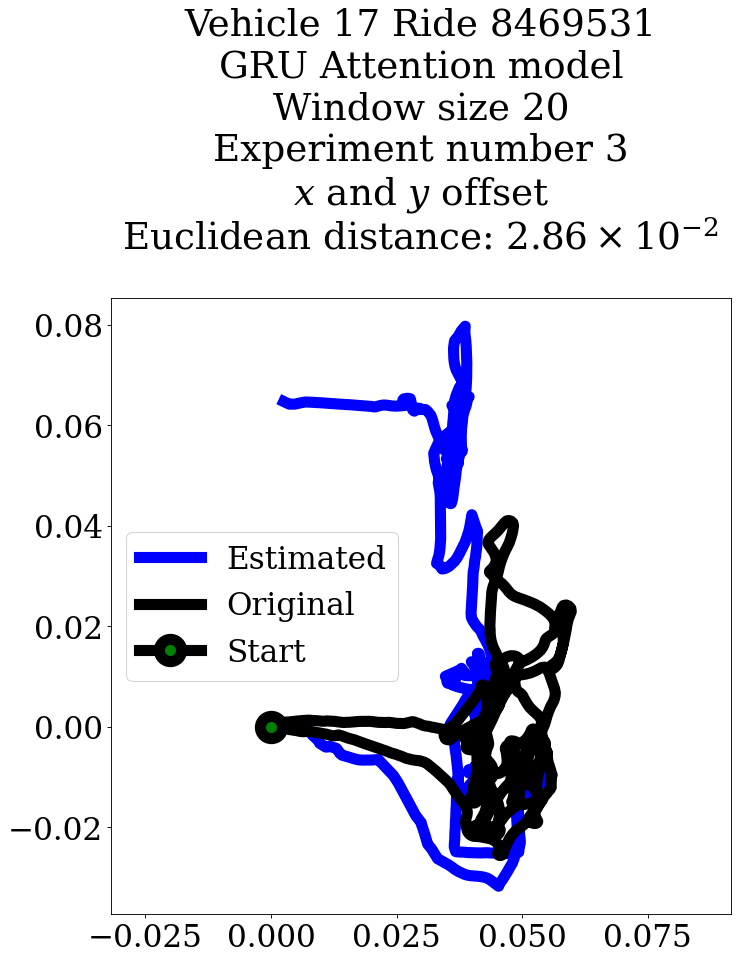 Vehicle 17 Ride 8469531
GRU Attention model
Window size 20
Experiment number 3
x and y offset
Euclidean distance: 2.86 × 10⁻²
0.08
0.06
0.04
0.02
0.00
−0.02
Estimated
Original
Start
−0.025 0.000 0.025 0.050 0.075